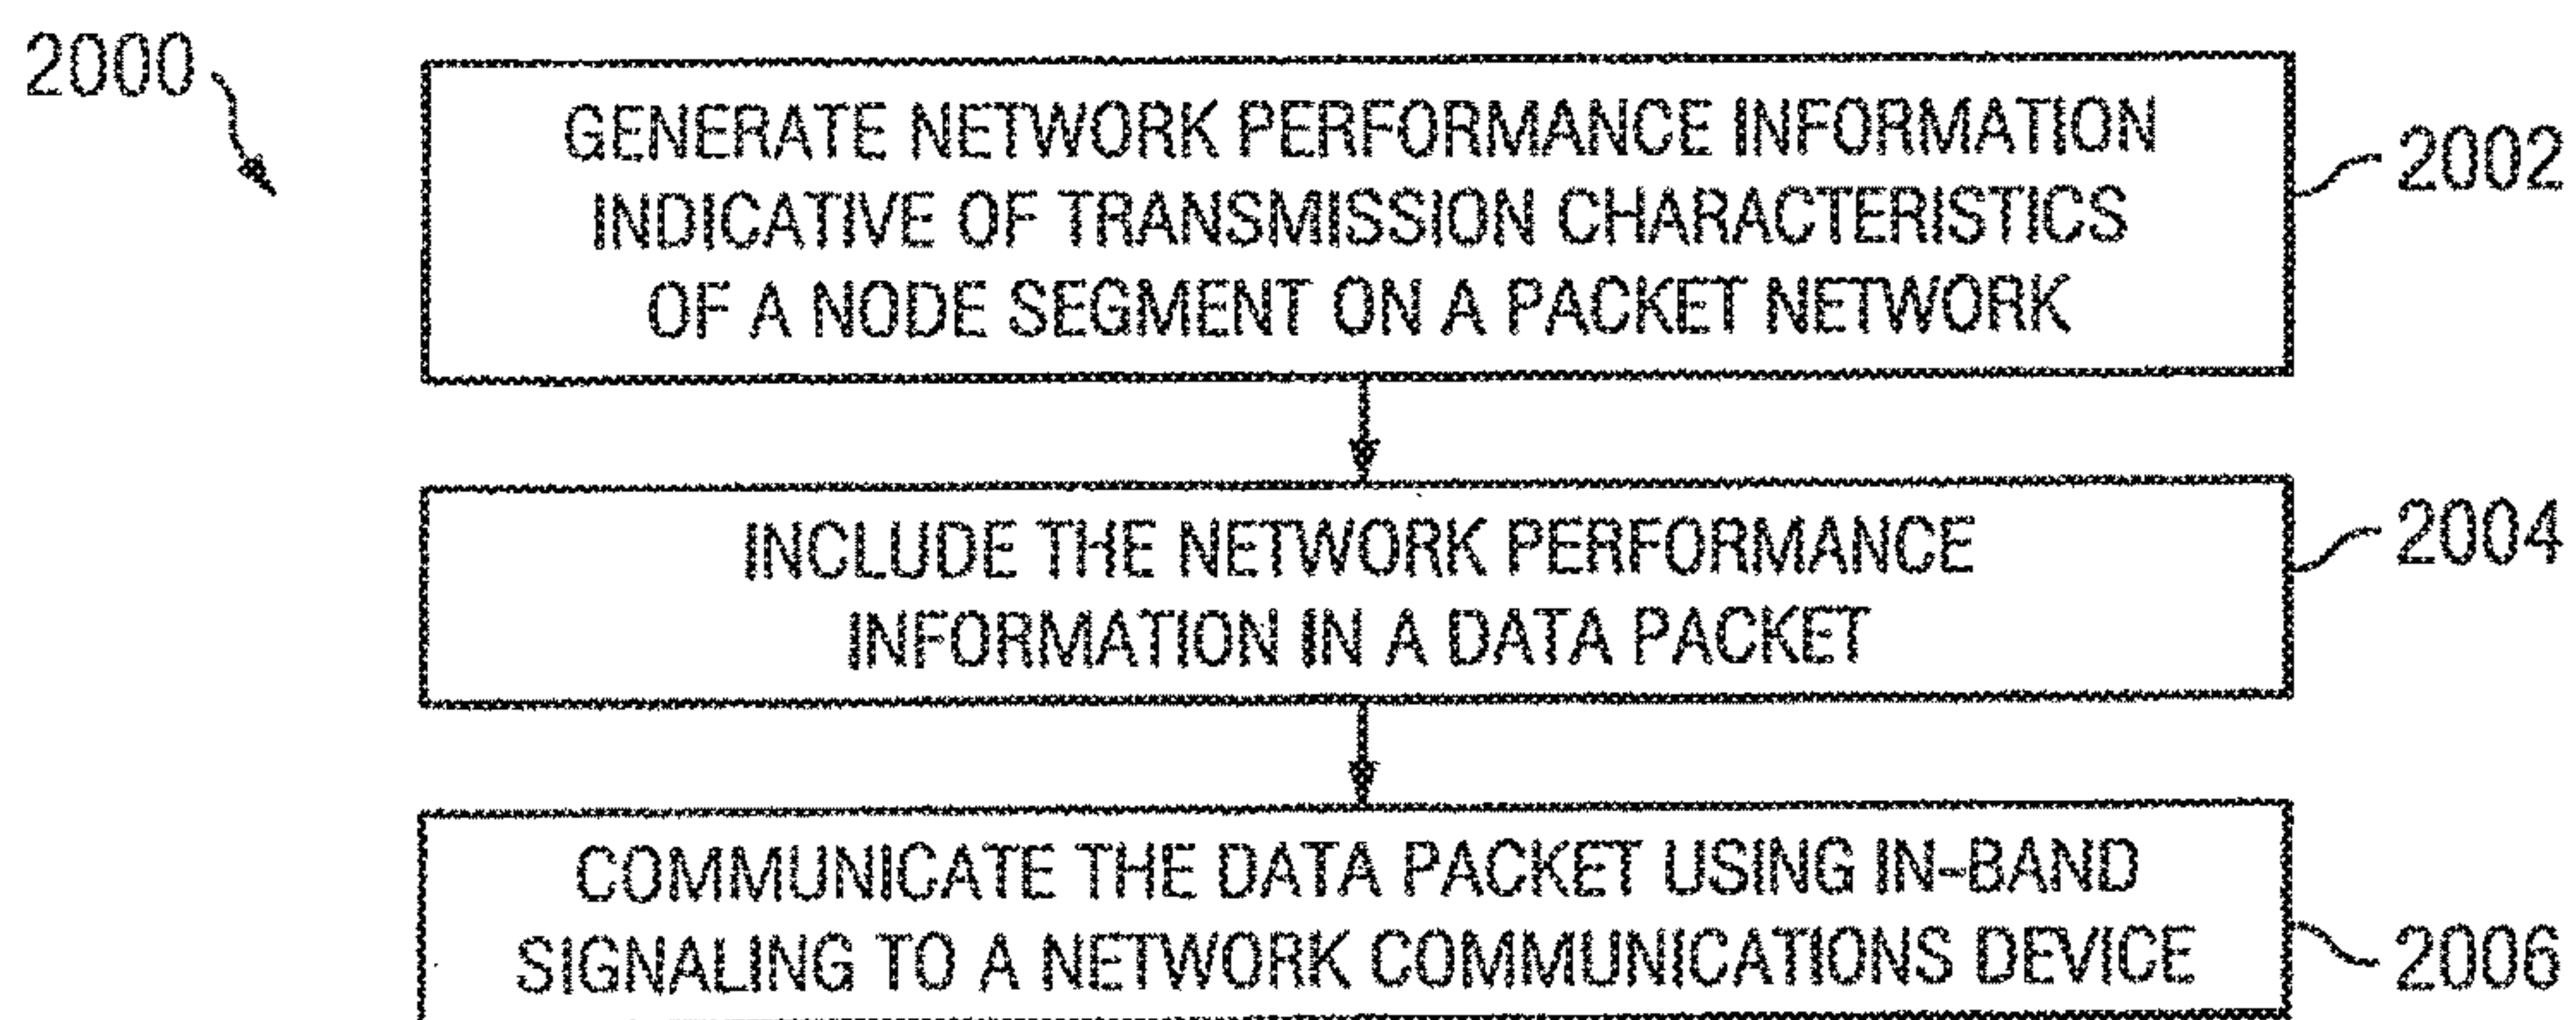 2000
GENERATE NETWORK PERFORMANCE INFORMATION
INDICATIVE OF TRANSMISSION CHARACTERISTICS
OF A NODE SEGMENT ON A PACKET NETWORK
2002
INCLUDE THE NETWORK PERFORMANCE
INFORMATION IN A DATA PACKET
2004
COMMUNICATE THE DATA PACKET USING IN-BAND
SIGNALING TO A NETWORK COMMUNICATIONS DEVICE
2006